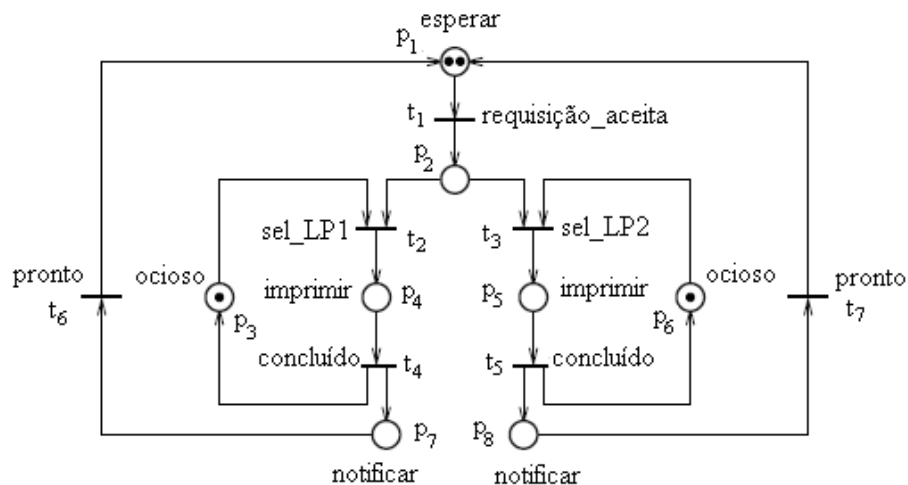 esperar
p1
t1 requisição_aceita
p2
sel_LP1 t2 t3 sel_LP2
pronto ocioso imprimir p4 p5 imprimir ocioso pronto
t6 p3 p6 t7
concluído t4 t5 concluído
p7 p8
notificar notificar